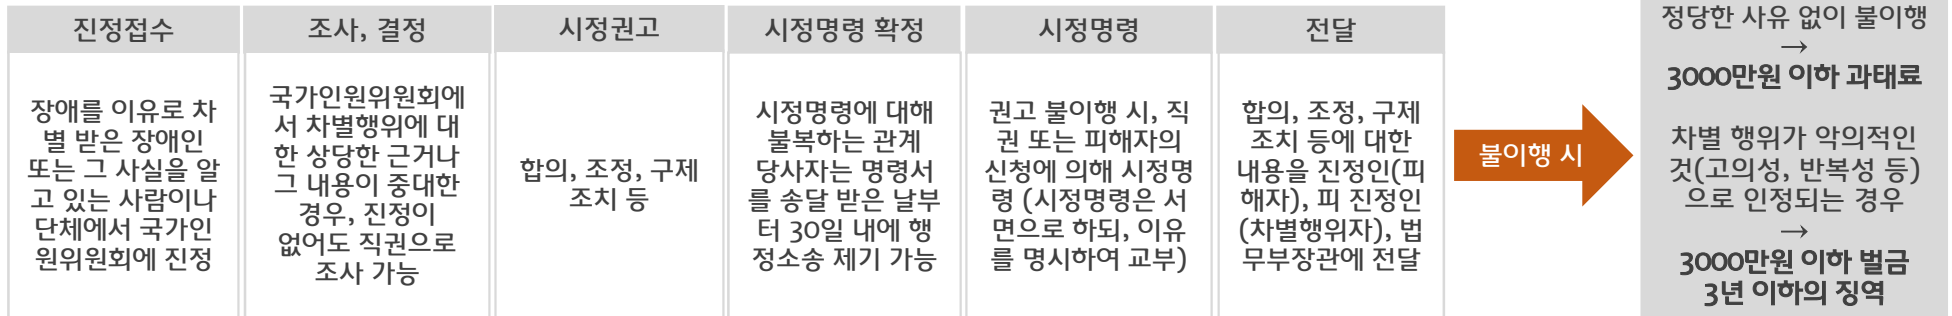 진정접수
장애를 이유로 차
별 받은 장애인
또는 그 사실을 알
고 있는 사람이나
단체에서 국가인
원위원회에 진정
조사, 결정
국가인원위원회에
서 차별행위에 대
한 상당한 근거나
그 내용이 중대한
경우, 진정이
없어도 직권으로
조사 가능
시정권고
합의, 조정, 구제
조치 등
시정명령 확정
시정명령에 대해
불복하는 관계
당사자는 명령서
를 송달 받은 날부
터 30일 내에 행
정소송 제기 가능
시정명령
권고 불이행 시, 직
권 또는 피해자의
신청에 의해 시정명
령 (시정명령은 서
면으로 하되, 이유
를 명시하여 교부)
전달
합의, 조정, 구제
조치 등에 대한
내용을 진정인(피
해자), 피 진정인
(차별행위자), 법
무부장관에 전달
불이행 시
정당한 사유 없이 불이행
→
3000만원 이하 과태료
차별 행위가 악의적인
것(고의성, 반복성 등)
으로 인정되는 경우
→
3000만원 이하 벌금
3년 이하의 징역